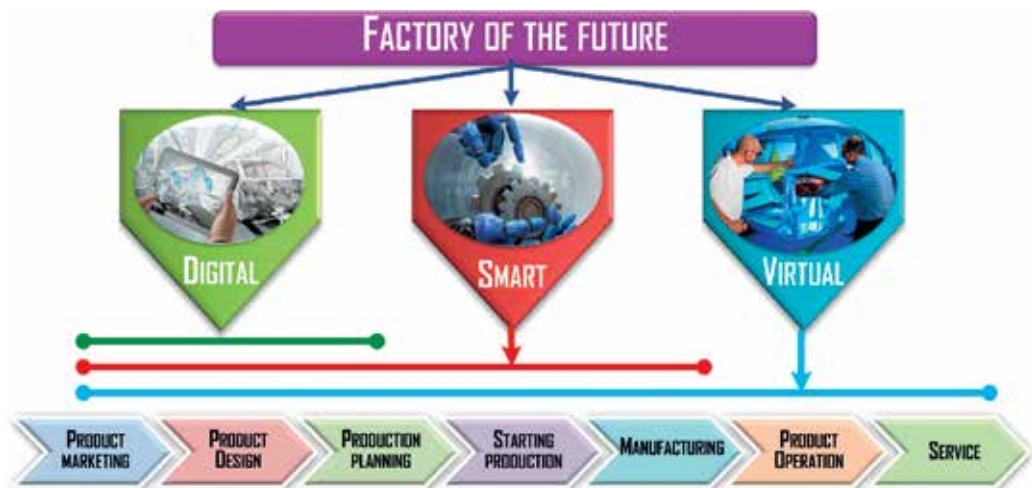 FACTORY OF THE FUTURE
DIGITAL
SMART
VIRTUAL
PRODUCT
MARKETING
PRODUCT
DESIGN
PRODUCTION
PLANNING
STARTING
PRODUCTION
MANUFACTURING
PRODUCT
OPERATION
SERVICE